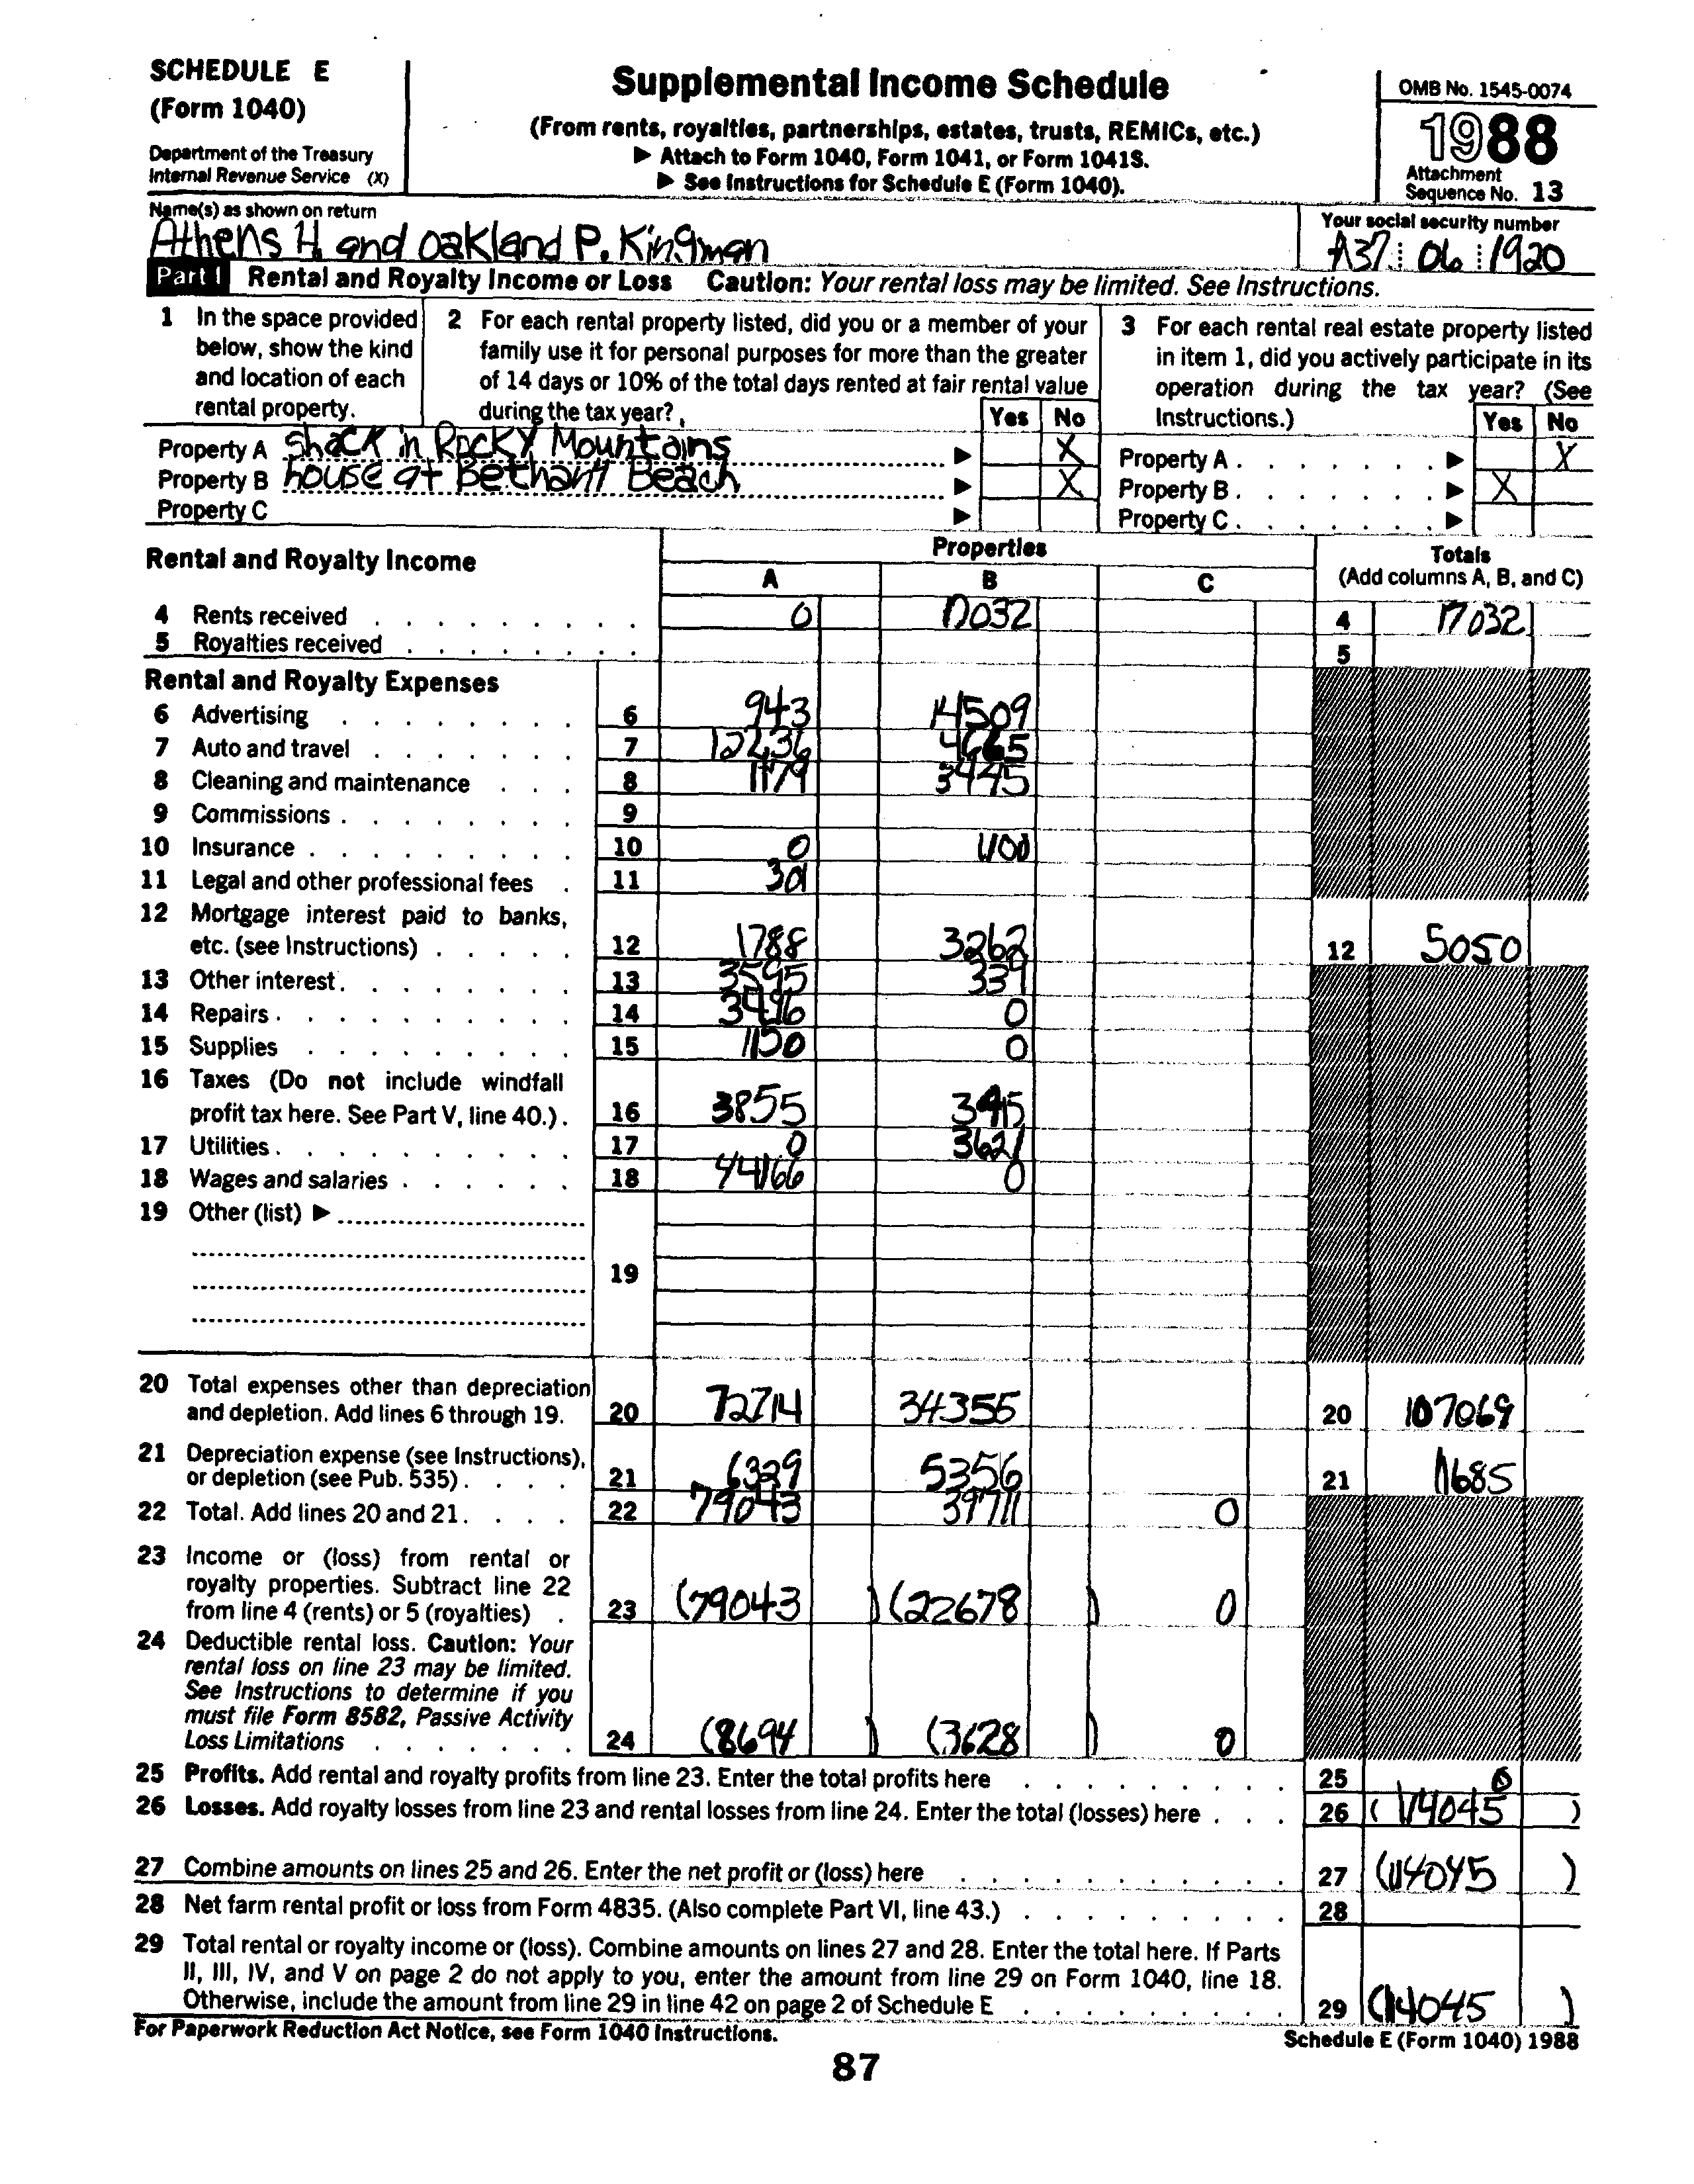 SCHEDULE E
(Form 1040)
Department of the Treasury
Internal Revenue Service (X)
Supplemental Income Schedule
(From rents, royalties, partnerships, estates, trusts, REMICs, etc.)
▶ Attach to Form 1040, Form 1041, or Form 1041S.
▶ See Instructions for Schedule E (Form 1040).
OMB No. 1545-0074
1988
Attachment
Sequence No. 13
Name(s) as shown on return
Athens H. and Oakland P. Kingman
Your social security number
A37 06 1920
Part I Rental and Royalty Income or Loss Caution: Your rental loss may be limited. See Instructions.
1 In the space provided
below, show the kind
and location of each
rental property.
2 For each rental property listed, did you or a member of your
family use it for personal purposes for more than the greater
of 14 days or 10% of the total days rented at fair rental value
during the tax year?
Yes No
3 For each rental real estate property listed
in item 1, did you actively participate in its
operation during the tax year? (See
Instructions.)
Yes No
Property A Shack in Rocky Mountains ▶ X
Property B house at Bethany Beach ▶ X
Property C ▶
Property A . . . . . . . ▶ X
Property B . . . . . . . ▶ X
Property C . . . . . . . ▶
Rental and Royalty Income
Properties
A B C
Totals
(Add columns A, B, and C)
4 Rents received 0 17032 4 17032
5 Royalties received 5
Rental and Royalty Expenses
6 Advertising 6 943 14509
7 Auto and travel 7 12236 4665
8 Cleaning and maintenance 8 1179 3445
9 Commissions 9
10 Insurance 10 0 1100
11 Legal and other professional fees 11 301
12 Mortgage interest paid to banks,
etc. (see Instructions) 12 1788 3262 12 5050
13 Other interest 13 3595 339
14 Repairs 14 3496 0
15 Supplies 15 1150 0
16 Taxes (Do not include windfall
profit tax here. See Part V, line 40.) 16 3855 3415
17 Utilities 17 0 3621
18 Wages and salaries 18 44166 0
19 Other (list) ▶
19
20 Total expenses other than depreciation
and depletion. Add lines 6 through 19. 20 72714 34355 20 107069
21 Depreciation expense (see Instructions),
or depletion (see Pub. 535) 21 6329 5356 21 11685
22 Total. Add lines 20 and 21 22 79043 39711 0
23 Income or (loss) from rental or
royalty properties. Subtract line 22
from line 4 (rents) or 5 (royalties) 23 (79043 ) (22678 ) 0
24 Deductible rental loss. Caution: Your
rental loss on line 23 may be limited.
See Instructions to determine if you
must file Form 8582, Passive Activity
Loss Limitations 24 (8694 ) (3628 ) 0
25 Profits. Add rental and royalty profits from line 23. Enter the total profits here 25 0
26 Losses. Add royalty losses from line 23 and rental losses from line 24. Enter the total (losses) here 26 ( 114045 )
27 Combine amounts on lines 25 and 26. Enter the net profit or (loss) here 27 (114045 )
28 Net farm rental profit or loss from Form 4835. (Also complete Part VI, line 43.) 28
29 Total rental or royalty income or (loss). Combine amounts on lines 27 and 28. Enter the total here. If Parts
II, III, IV, and V on page 2 do not apply to you, enter the amount from line 29 on Form 1040, line 18.
Otherwise, include the amount from line 29 in line 42 on page 2 of Schedule E 29 (114045 )
For Paperwork Reduction Act Notice, see Form 1040 Instructions.
Schedule E (Form 1040) 1988
87